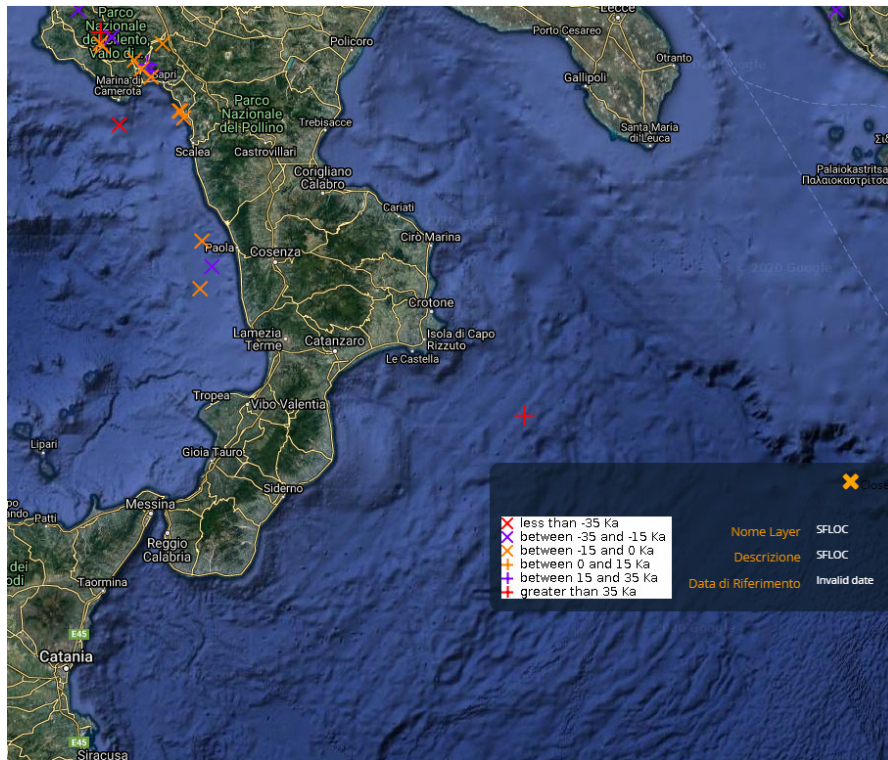 Parco
Nazionale
del Cilento,
Vallo di
Lecce
Porto Cesareo
Policoro
Otranto
Sapri
Marina di
Camerota
Gallipoli
Parco
Nazionale
del Pollino
Trebisacce
Santa Maria
di Leuca
Scalea
Castrovillari
Palaiokastritsa
Παλαιοκαστρίτσα
Corigliano
Calabro
Cariati
Cirò Marina
Paola
Cosenza
© 2020 Google
Crotone
Lamezia
Terme
Catanzaro
Isola di Capo
Rizzuto
Le Castella
Tropea
Vibo Valentia
Lipari
Gioia Tauro
Siderno
Close
Messina
Patti
less than -35 Ka
between -35 and -15 Ka
between -15 and 0 Ka
between 0 and 15 Ka
between 15 and 35 Ka
greater than 35 Ka
Nome Layer SFLOC
Descrizione SFLOC
Data di Riferimento Invalid date
Reggio
Calabria
Taormina
E45
Catania
E45
Siracusa